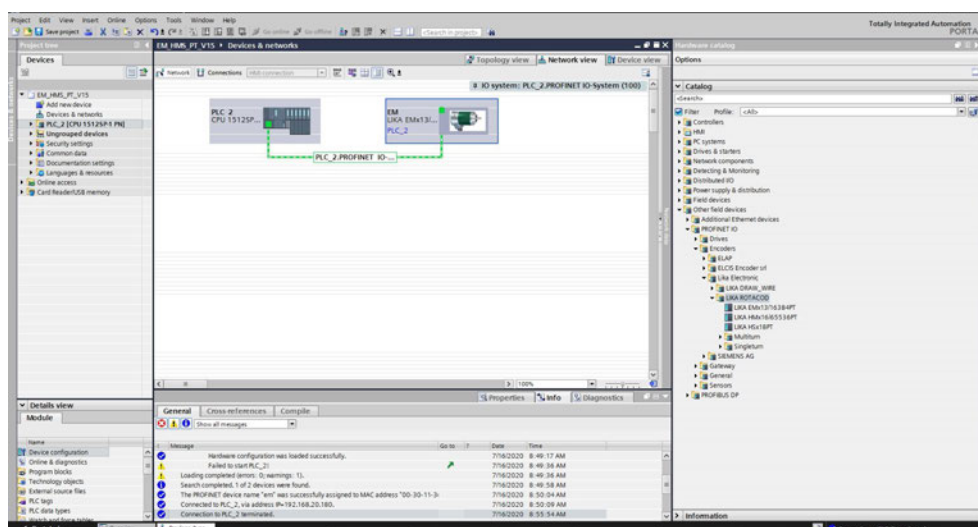 Project Edit View Insert Online Options Tools Window Help
Totally Integrated Automation
PORTAL
Save project
Go online Go offline
<Search in project>
Project tree
EM_HMS_PT_V15 › Devices & networks
Hardware catalog
Devices
Topology view Network view Device view
Options
Network Connections HMI connection
IO system: PLC_2.PROFINET IO-System (100)
Catalog
<Search>
Filter Profile: <All>
EM_HMS_PT_V15
Add new device
Devices & networks
PLC_2 [CPU 1512SP-1 PN]
Ungrouped devices
Security settings
Common data
Documentation settings
Languages & resources
Online access
Card Reader/USB memory
PLC_2
CPU 1512SP...
EM
LIKA EMx13/...
PLC_2
PLC_2.PROFINET IO-...
Controllers
HMI
PC systems
Drives & starters
Network components
Detecting & Monitoring
Distributed I/O
Power supply & distribution
Field devices
Other field devices
Additional Ethernet devices
PROFINET IO
Drives
Encoders
ELAP
ELCIS Encoder srl
Lika Electronic
LIKA DRAW_WIRE
LIKA ROTACOD
LIKA EMx13/16384PT
LIKA HMx16/65536PT
LIKA HSx18PT
Multiturn
Singleturn
SIEMENS AG
Gateway
General
Sensors
PROFIBUS DP
100%
Properties Info Diagnostics
Details view
Module
Name
Device configuration
Online & diagnostics
Program blocks
Technology objects
External source files
PLC tags
PLC data types
Watch and force tables
General Cross-references Compile
Show all messages
! Message Go to ? Date Time
Hardware configuration was loaded successfully. 7/16/2020 8:49:17 AM
Failed to start PLC_2! 7/16/2020 8:49:36 AM
Loading completed (errors: 0; warnings: 1). 7/16/2020 8:49:36 AM
Search completed. 1 of 2 devices were found. 7/16/2020 8:49:58 AM
The PROFINET device name "em" was successfully assigned to MAC address "00-30-11-3 7/16/2020 8:50:04 AM
Connected to PLC_2, via address IP=192.168.20.180. 7/16/2020 8:50:09 AM
Connection to PLC_2 terminated. 7/16/2020 8:55:54 AM
Information